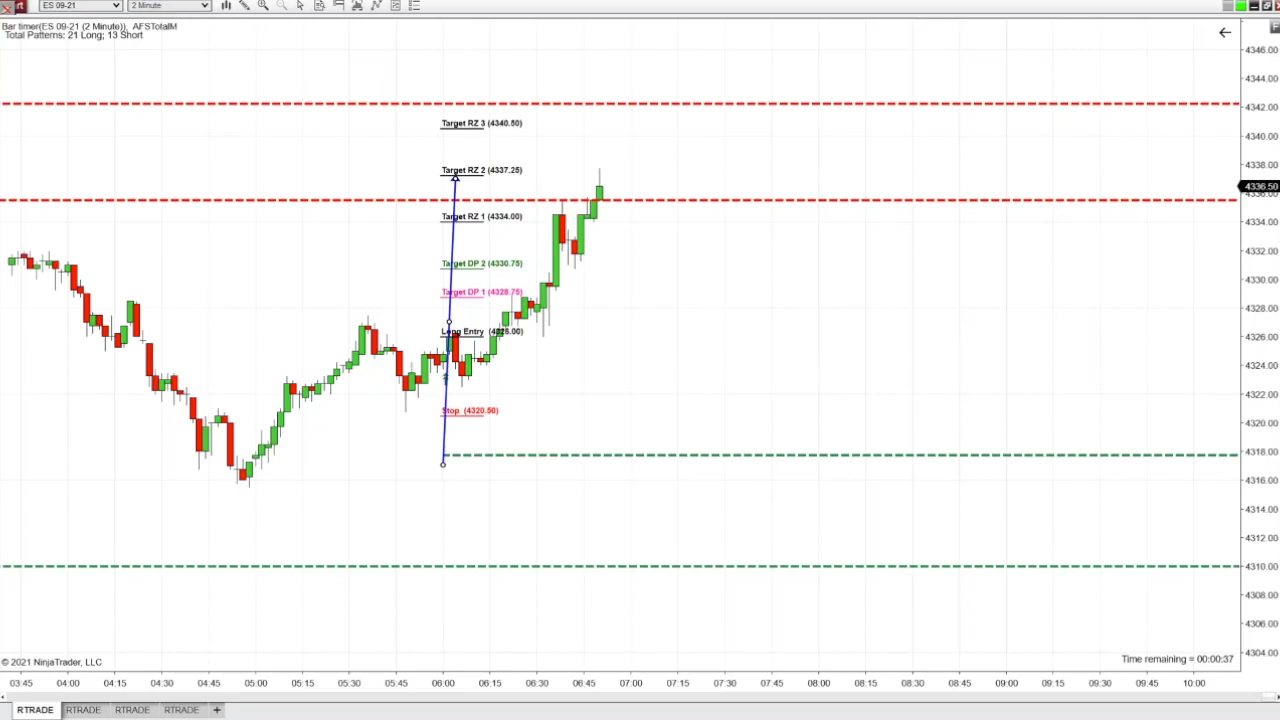 rt ES 09-21 2 Minute
Bar timer(ES 09-21 (2 Minute)), AFSTotalM
Total Patterns: 21 Long; 13 Short
F
4346.00
4344.00
4342.00
Target RZ 3 (4340.50)
4340.00
4338.00
Target RZ 2 (4337.25)
4336.50
4336.00
Target RZ 1 (4334.00)
4334.00
4332.00
Target DP 2 (4330.75)
4330.00
Target DP 1 (4328.75)
4328.00
Long Entry (4326.00)
4326.00
4324.00
4322.00
Stop (4320.50)
4320.00
4318.00
4316.00
4314.00
4312.00
4310.00
4308.00
4306.00
4304.00
© 2021 NinjaTrader, LLC
Time remaining = 00:00:37
03:45 04:00 04:15 04:45 05:00 05:15 05:30 05:45 06:00 06:15 06:30 06:45 07:00 07:15 07:30 07:45 08:00 08:15 08:30 08:45 09:00 09:15 09:30 09:45 10:00
RTRADE RTRADE RTRADE RTRADE +